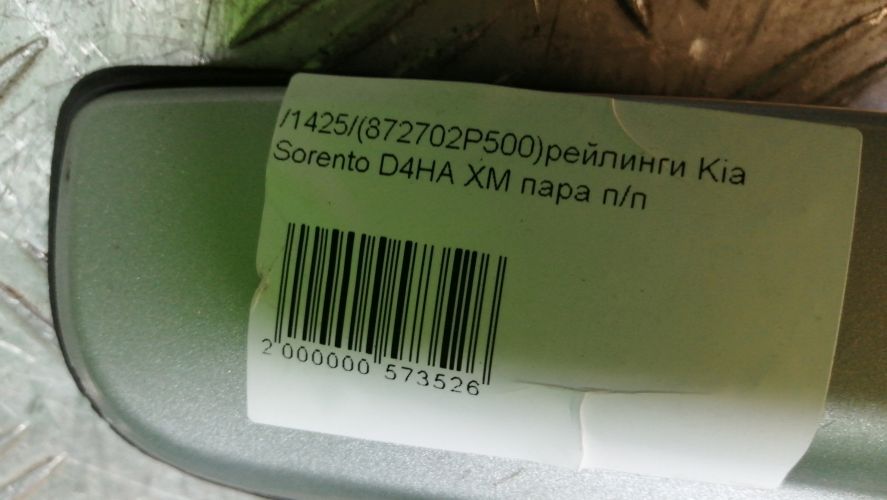 /1425/(872702P500)рейлинги Kia
Sorento D4HA XM пара п/п
2 000000 573526